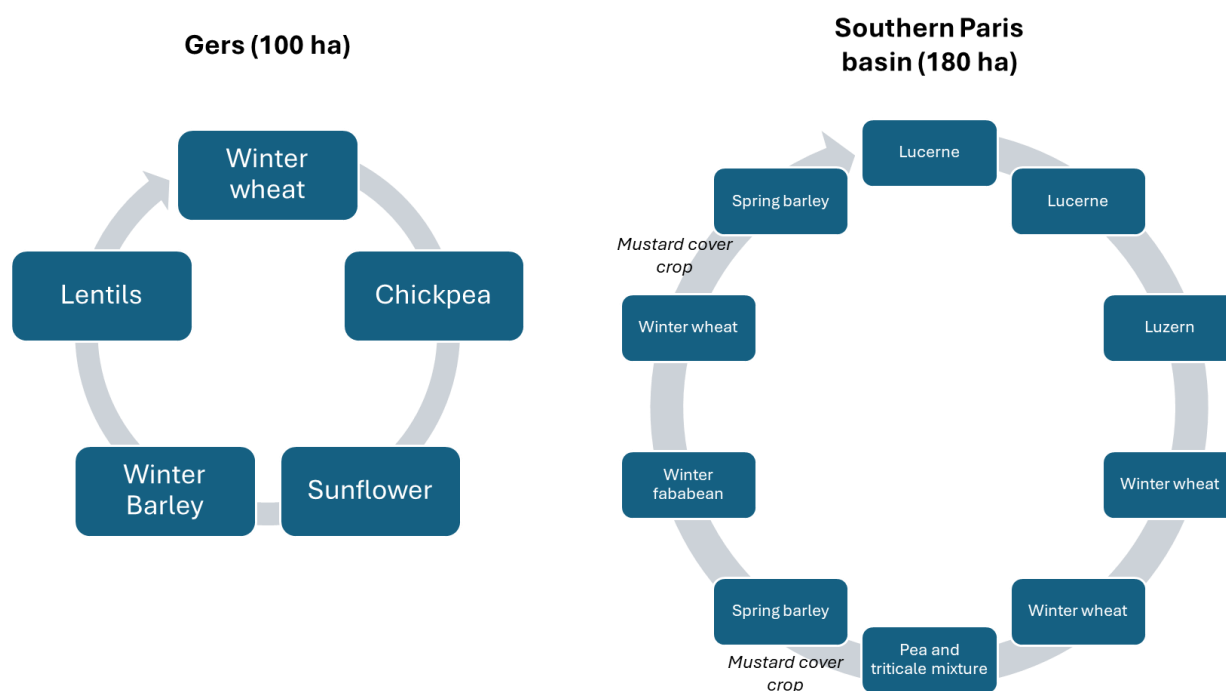 Gers (100 ha)
Winter
wheat
Chickpea
Sunflower
Winter
Barley
Lentils
Southern Paris
basin (180 ha)
Lucerne
Lucerne
Luzern
Winter wheat
Winter wheat
Pea and
triticale mixture
Mustard cover
crop
Spring barley
Winter
fababean
Winter wheat
Mustard cover
crop
Spring barley